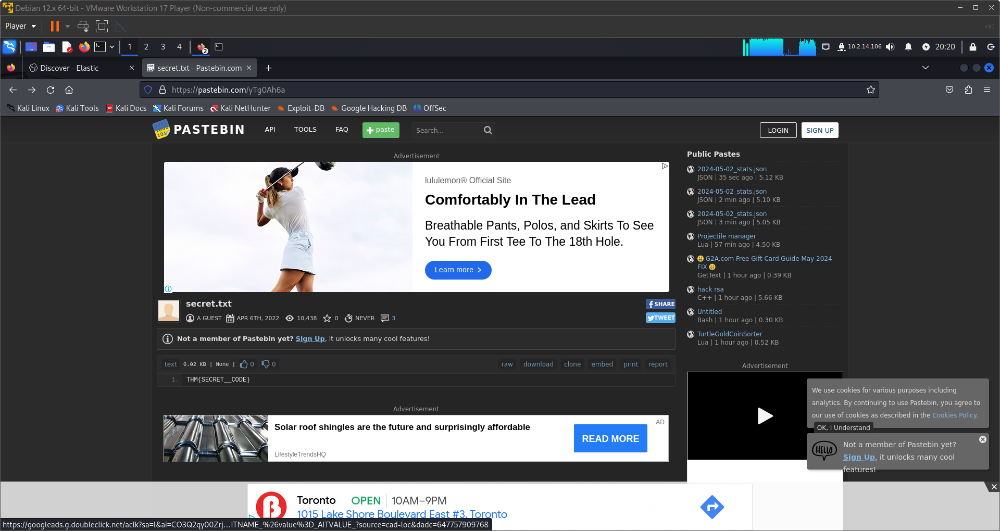 Debian 12.x 64-bit - VMware Workstation 17 Player (Non-commercial use only)
Player
1 2 3 4
2
10.2.14.106
20:20
Discover - Elastic
secret.txt - Pastebin.com
https://pastebin.com/yTg0Ah6a
Kali Linux Kali Tools Kali Docs Kali Forums Kali NetHunter Exploit-DB Google Hacking DB OffSec
PASTEBIN API TOOLS FAQ paste Search... LOGIN SIGN UP
Advertisement
lululemon® Official Site
Comfortably In The Lead
Breathable Pants, Polos, and Skirts To See
You From First Tee To The 18th Hole.
Learn more
secret.txt
A GUEST APR 6TH, 2022 10,438 0 NEVER 3
SHARE
TWEET
Not a member of Pastebin yet? Sign Up, it unlocks many cool features!
text 0.02 KB | None | 0 0 raw download clone embed print report
1. THM{SECRET__CODE}
Advertisement
Solar roof shingles are the future and surprisingly affordable
LifestyleTrendsHQ
READ MORE
AD
Public Pastes
2024-05-02_stats.json
JSON | 35 sec ago | 5.12 KB
2024-05-02_stats.json
JSON | 2 min ago | 5.10 KB
2024-05-02_stats.json
JSON | 3 min ago | 5.05 KB
Projectile manager
Lua | 57 min ago | 4.50 KB
🤑 G2A.com Free Gift Card Guide May 2024
FIX 🤑
GetText | 1 hour ago | 0.39 KB
hack rsa
C++ | 1 hour ago | 5.66 KB
Untitled
Bash | 1 hour ago | 0.30 KB
TurtleGoldCoinSorter
Lua | 1 hour ago | 0.52 KB
Advertisement
We use cookies for various purposes including
analytics. By continuing to use Pastebin, you agree to
our use of cookies as described in the Cookies Policy.
OK, I Understand
HELLO
Not a member of Pastebin yet?
Sign Up, it unlocks many cool
features!
Toronto OPEN 10AM–9PM
1015 Lake Shore Boulevard East #3, Toronto
https://googleads.g.doubleclick.net/aclk?sa=l&ai=CO3Q2qy00Zrj…ITNAME_%26value%3D_AITVALUE_?source=cad-loc&dadc=647757909768